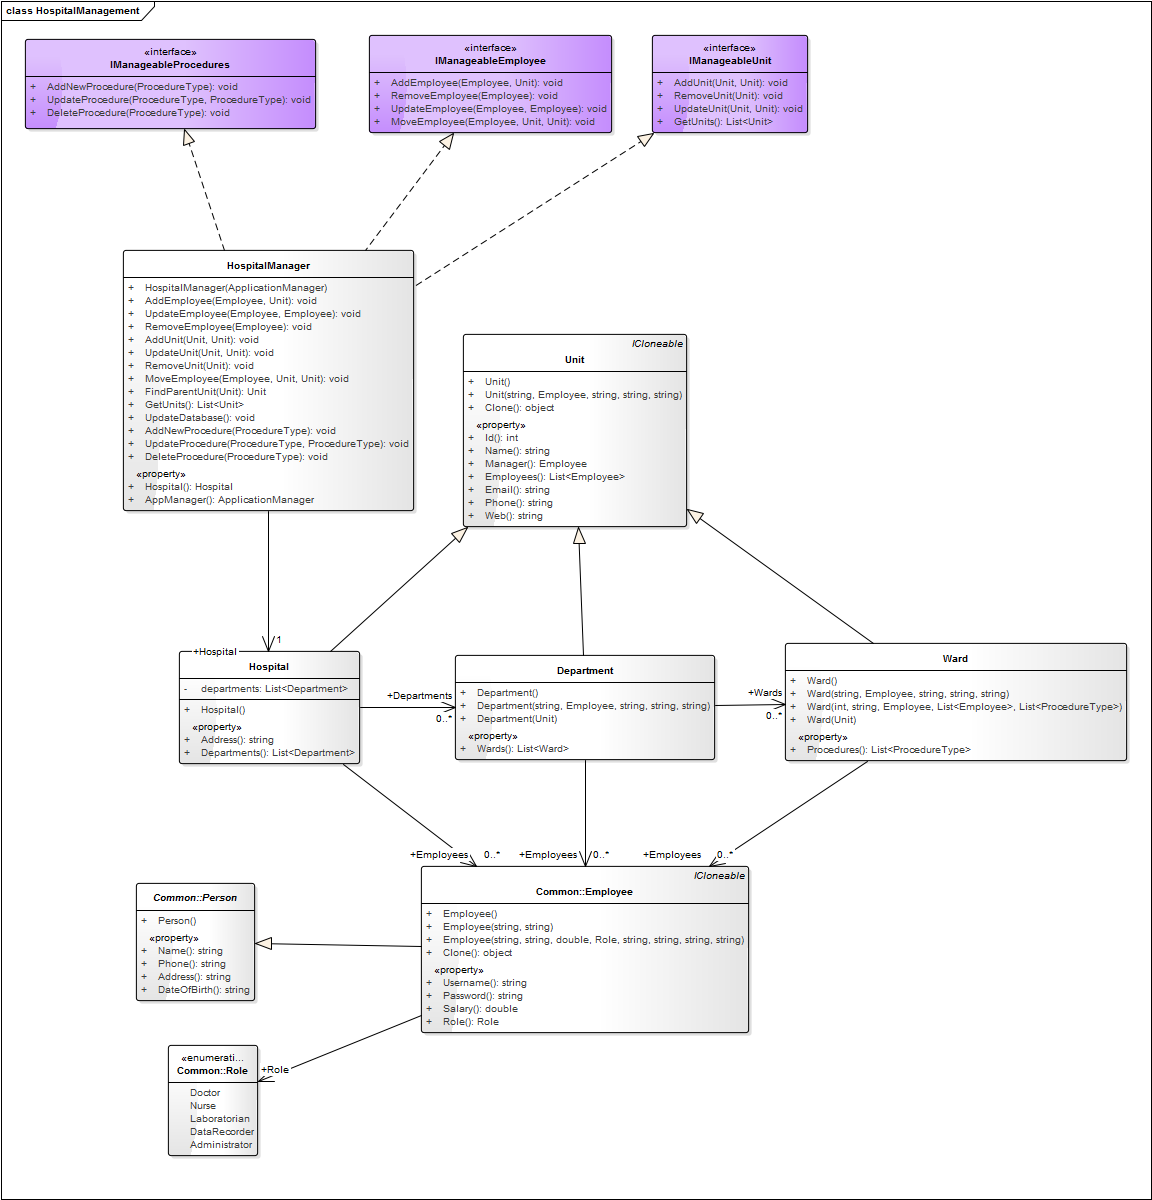 class HospitalManagement
«interface»
IManageableProcedures
+ AddNewProcedure(ProcedureType): void
+ UpdateProcedure(ProcedureType, ProcedureType): void
+ DeleteProcedure(ProcedureType): void
«interface»
IManageableEmployee
+ AddEmployee(Employee, Unit): void
+ RemoveEmployee(Employee): void
+ UpdateEmployee(Employee, Employee): void
+ MoveEmployee(Employee, Unit, Unit): void
«interface»
IManageableUnit
+ AddUnit(Unit, Unit): void
+ RemoveUnit(Unit): void
+ UpdateUnit(Unit, Unit): void
+ GetUnits(): List<Unit>
HospitalManager
+ HospitalManager(ApplicationManager)
+ AddEmployee(Employee, Unit): void
+ UpdateEmployee(Employee, Employee): void
+ RemoveEmployee(Employee): void
+ AddUnit(Unit, Unit): void
+ UpdateUnit(Unit, Unit): void
+ RemoveUnit(Unit): void
+ MoveEmployee(Employee, Unit, Unit): void
+ FindParentUnit(Unit): Unit
+ GetUnits(): List<Unit>
+ UpdateDatabase(): void
+ AddNewProcedure(ProcedureType): void
+ UpdateProcedure(ProcedureType, ProcedureType): void
+ DeleteProcedure(ProcedureType): void
«property»
+ Hospital(): Hospital
+ AppManager(): ApplicationManager
ICloneable
Unit
+ Unit()
+ Unit(string, Employee, string, string, string)
+ Clone(): object
«property»
+ Id(): int
+ Name(): string
+ Manager(): Employee
+ Employees(): List<Employee>
+ Email(): string
+ Phone(): string
+ Web(): string
1
+Hospital
Hospital
- departments: List<Department>
+ Hospital()
«property»
+ Address(): string
+ Departments(): List<Department>
+Departments
0..*
Department
+ Department()
+ Department(string, Employee, string, string, string)
+ Department(Unit)
«property»
+ Wards(): List<Ward>
+Wards
0..*
Ward
+ Ward()
+ Ward(string, Employee, string, string, string)
+ Ward(int, string, Employee, List<Employee>, List<ProcedureType>)
+ Ward(Unit)
«property»
+ Procedures(): List<ProcedureType>
+Employees 0..*
+Employees 0..*
+Employees 0..*
ICloneable
Common::Employee
+ Employee()
+ Employee(string, string)
+ Employee(string, string, double, Role, string, string, string, string)
+ Clone(): object
«property»
+ Username(): string
+ Password(): string
+ Salary(): double
+ Role(): Role
Common::Person
+ Person()
«property»
+ Name(): string
+ Phone(): string
+ Address(): string
+ DateOfBirth(): string
+Role
«enumerati...
Common::Role
Doctor
Nurse
Laboratorian
DataRecorder
Administrator